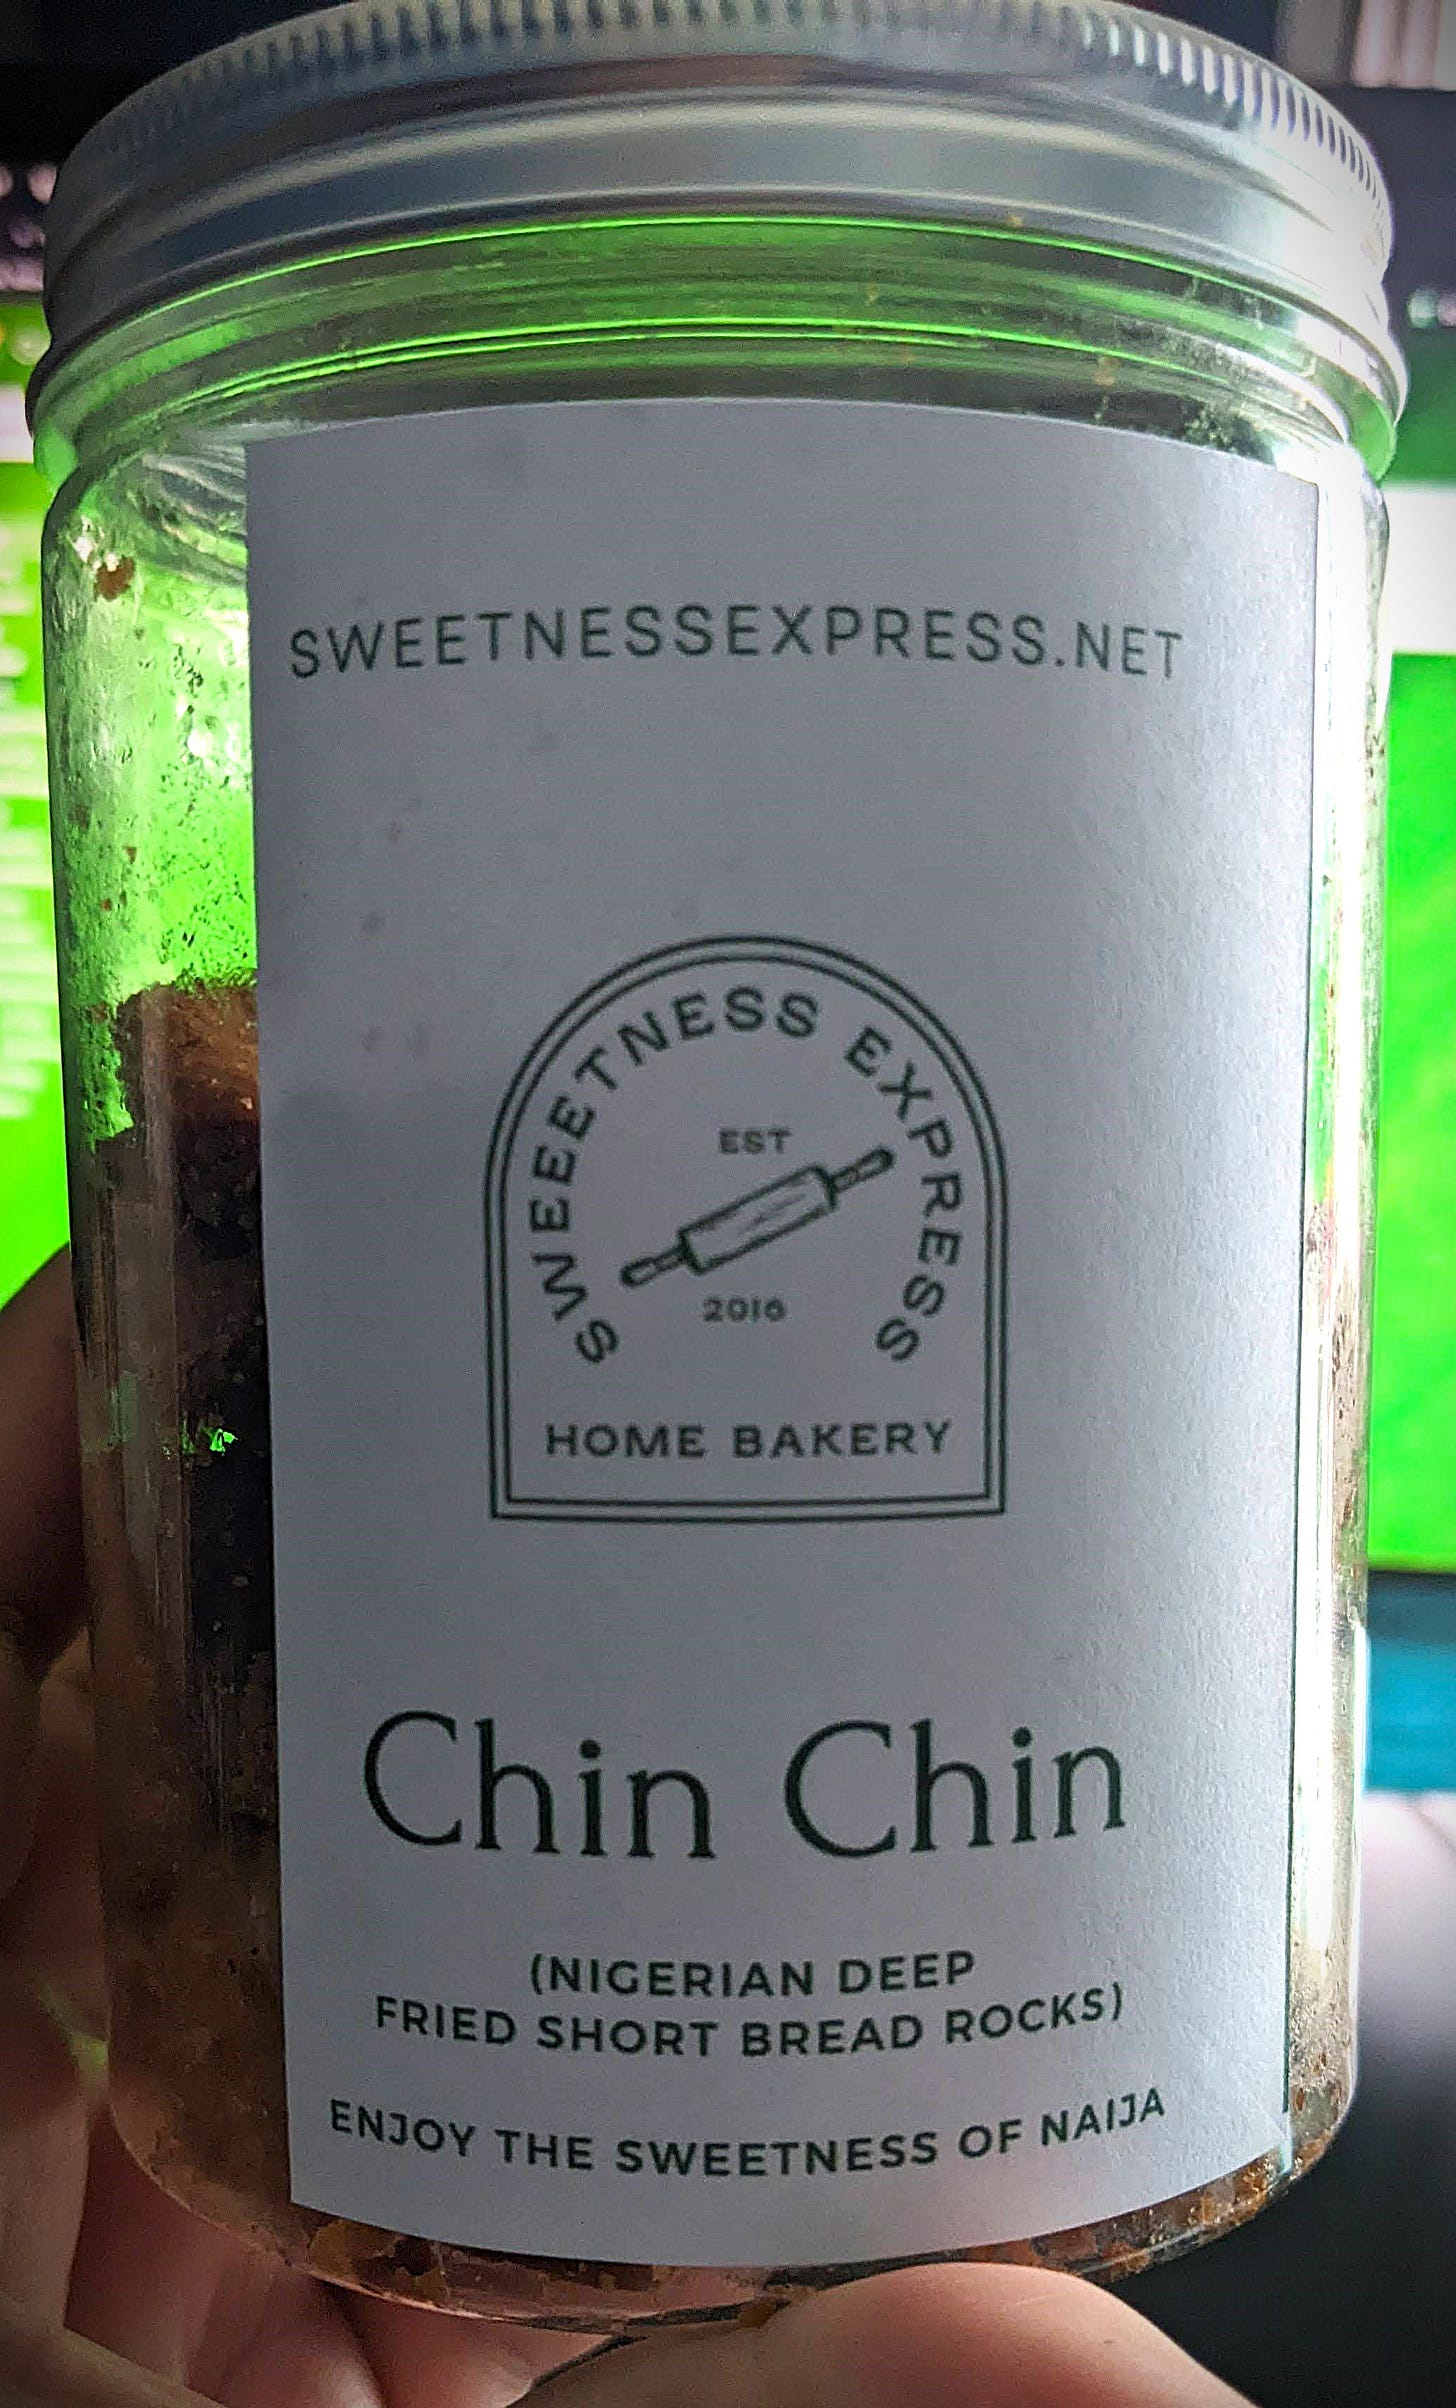 SWEETNESSEXPRESS.NET
SWEEETNESS EXPRESS
EST
2016
HOME BAKERY
Chin Chin
(NIGERIAN DEEP
FRIED SHORT BREAD ROCKS)
ENJOY THE SWEETNESS OF NAIJA